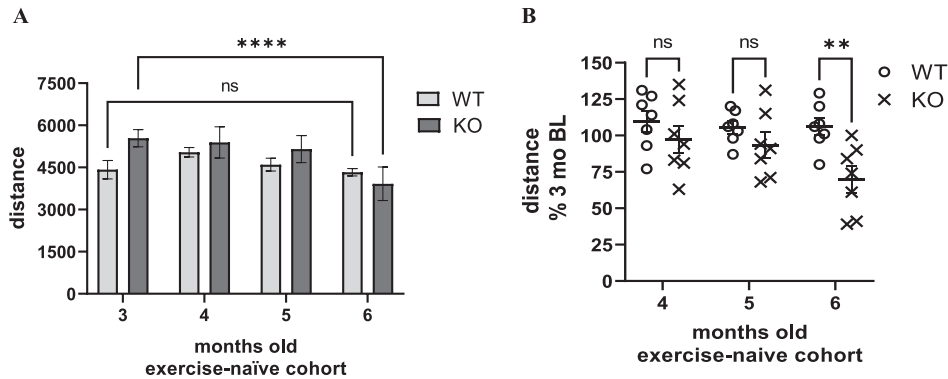 A
****
ns
7500
6000
4500
3000
1500
0
distance
3 4 5 6
months old
exercise-naïve cohort
WT
KO
B
ns ns **
150
125
100
75
50
25
0
distance
% 3 mo BL
4 5 6
months old
exercise-naive cohort
WT
KO